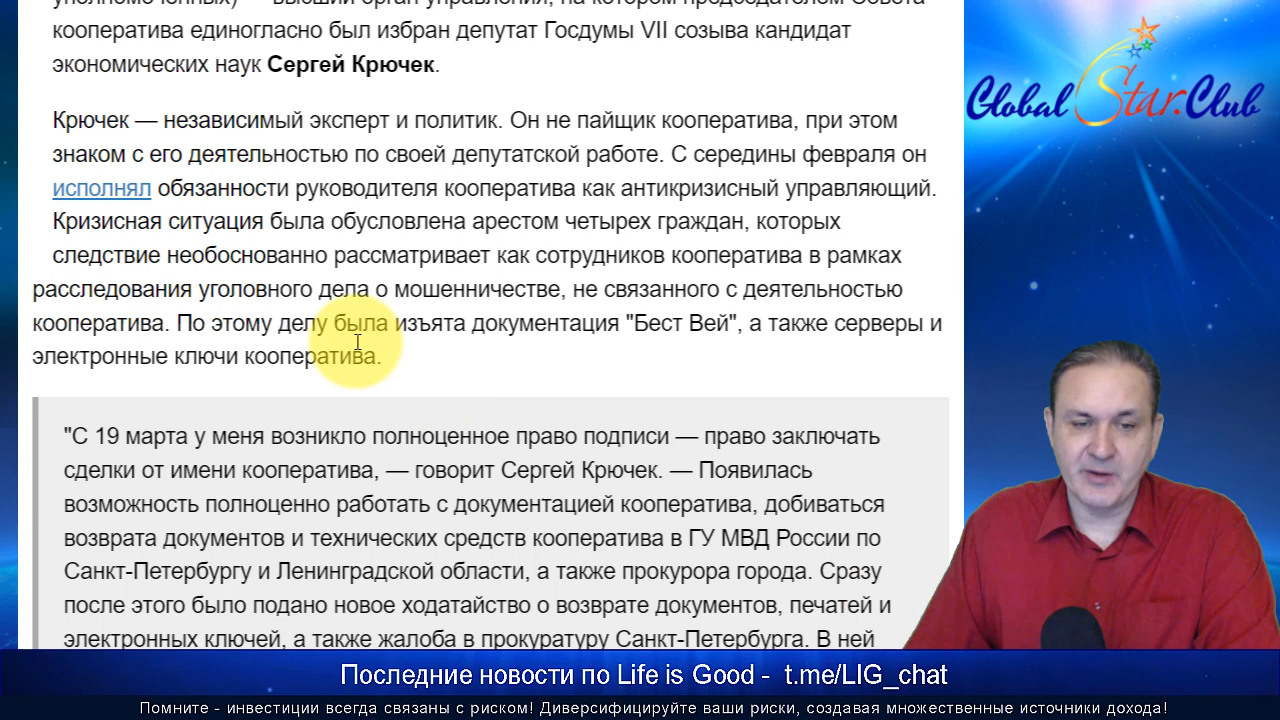 уполномоченных) — высший орган управления, на котором председателем Совета
кооператива единогласно был избран депутат Госдумы VII созыва кандидат
экономических наук Сергей Крючек.
Крючек — независимый эксперт и политик. Он не пайщик кооператива, при этом
знаком с его деятельностью по своей депутатской работе. С середины февраля он
исполнял обязанности руководителя кооператива как антикризисный управляющий.
Кризисная ситуация была обусловлена арестом четырех граждан, которых
следствие необоснованно рассматривает как сотрудников кооператива в рамках
расследования уголовного дела о мошенничестве, не связанного с деятельностью
кооператива. По этому делу была изъята документация "Бест Вей", а также серверы и
электронные ключи кооператива.
"С 19 марта у меня возникло полноценное право подписи — право заключать
сделки от имени кооператива, — говорит Сергей Крючек. — Появилась
возможность полноценно работать с документацией кооператива, добиваться
возврата документов и технических средств кооператива в ГУ МВД России по
Санкт-Петербургу и Ленинградской области, а также прокурора города. Сразу
после этого было подано новое ходатайство о возврате документов, печатей и
электронных ключей, а также жалоба в прокуратуру Санкт-Петербурга. В ней
Global Star.Club
Последние новости по Life is Good - t.me/LIG_chat
Помните - инвестиции всегда связаны с риском! Диверсифицируйте ваши риски, создавая множественные источники дохода!